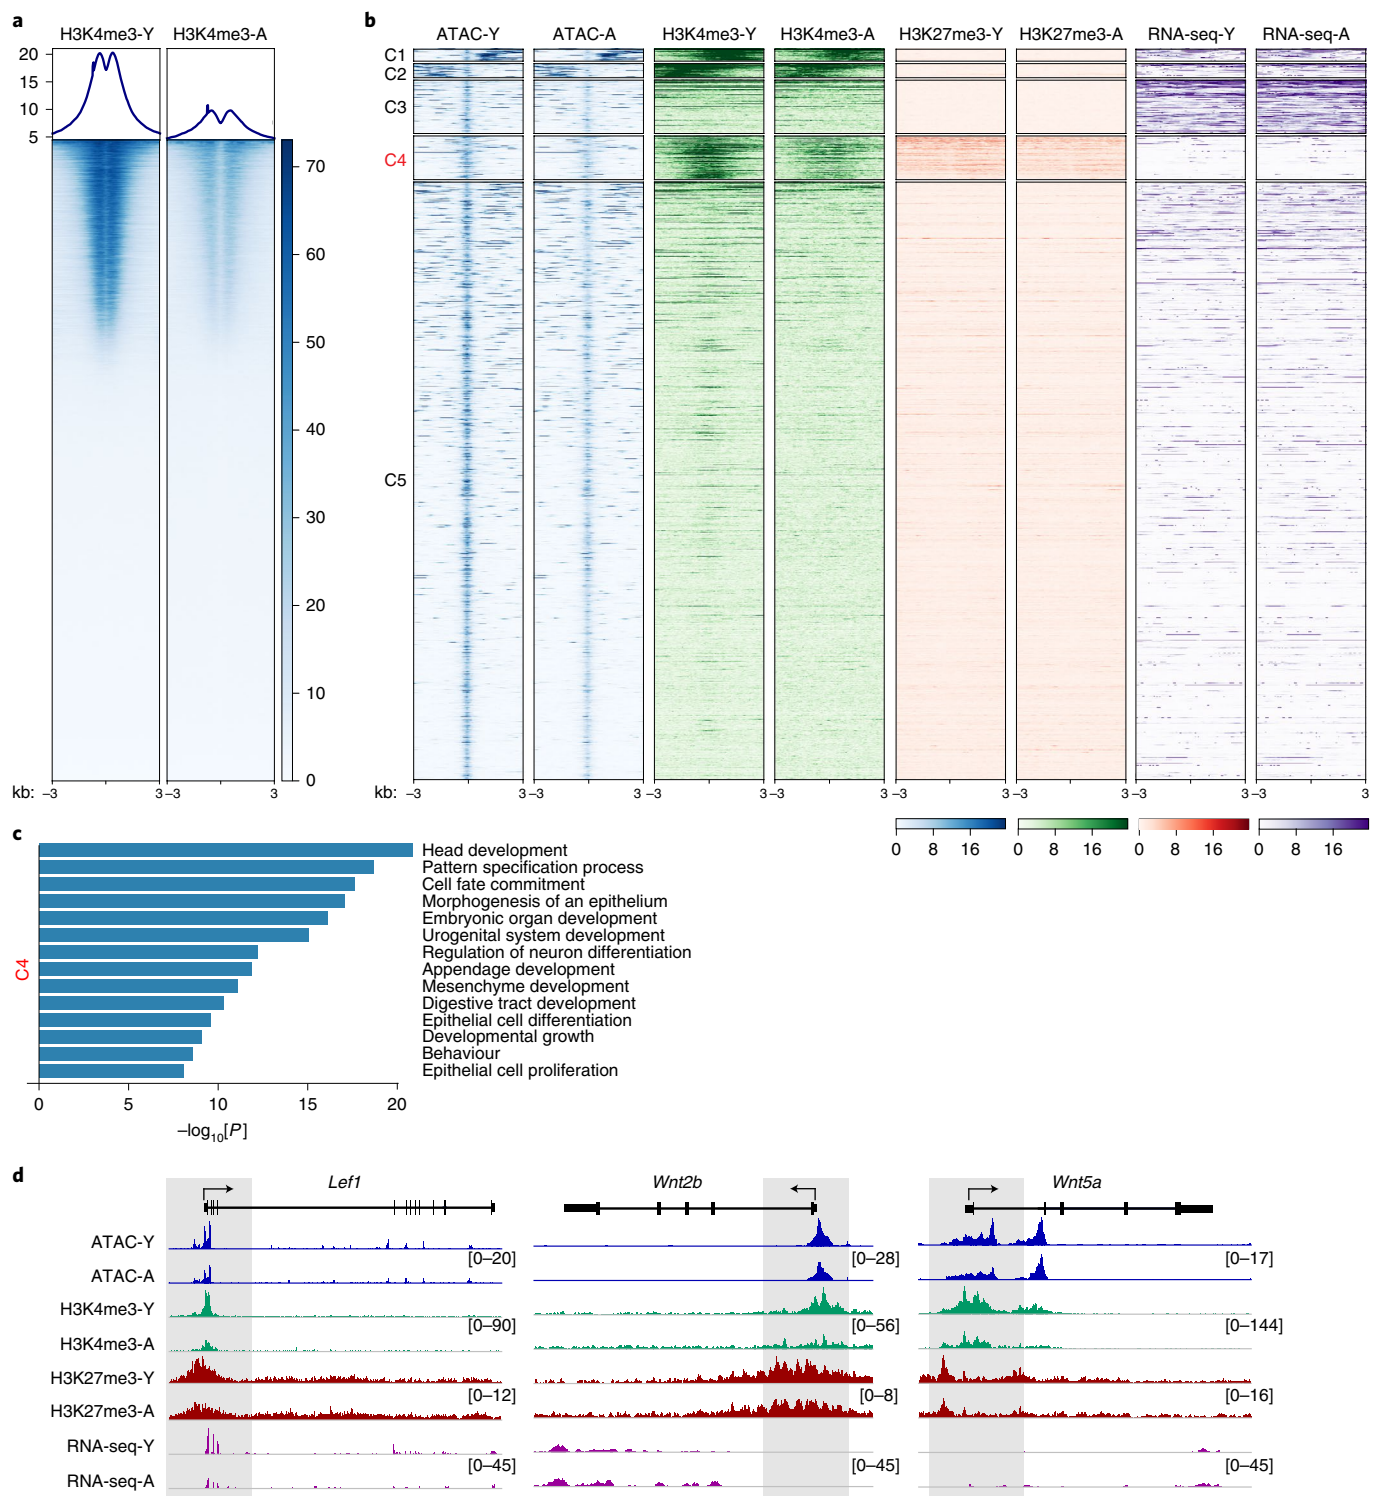 a
H3K4me3-Y H3K4me3-A
20
15
10
5
70
60
50
40
30
20
10
0
kb: –3 3 –3 3
b
ATAC-Y ATAC-A H3K4me3-Y H3K4me3-A H3K27me3-Y H3K27me3-A RNA-seq-Y RNA-seq-A
C1
C2
C3
C4
C5
kb: –3 3 –3 3 –3 3 –3 3 –3 3 –3 3 –3 3 –3 3
0 8 16 0 8 16 0 8 16 0 8 16
c
C4
Head development
Pattern specification process
Cell fate commitment
Morphogenesis of an epithelium
Embryonic organ development
Urogenital system development
Regulation of neuron differentiation
Appendage development
Mesenchyme development
Digestive tract development
Epithelial cell differentiation
Developmental growth
Behaviour
Epithelial cell proliferation
0 5 10 15 20
–log10[P]
d
Lef1 Wnt2b Wnt5a
ATAC-Y
[0–20] [0–28] [0–17]
ATAC-A
H3K4me3-Y
[0–90] [0–56] [0–144]
H3K4me3-A
H3K27me3-Y
[0–12] [0–8] [0–16]
H3K27me3-A
RNA-seq-Y
[0–45] [0–45] [0–45]
RNA-seq-A